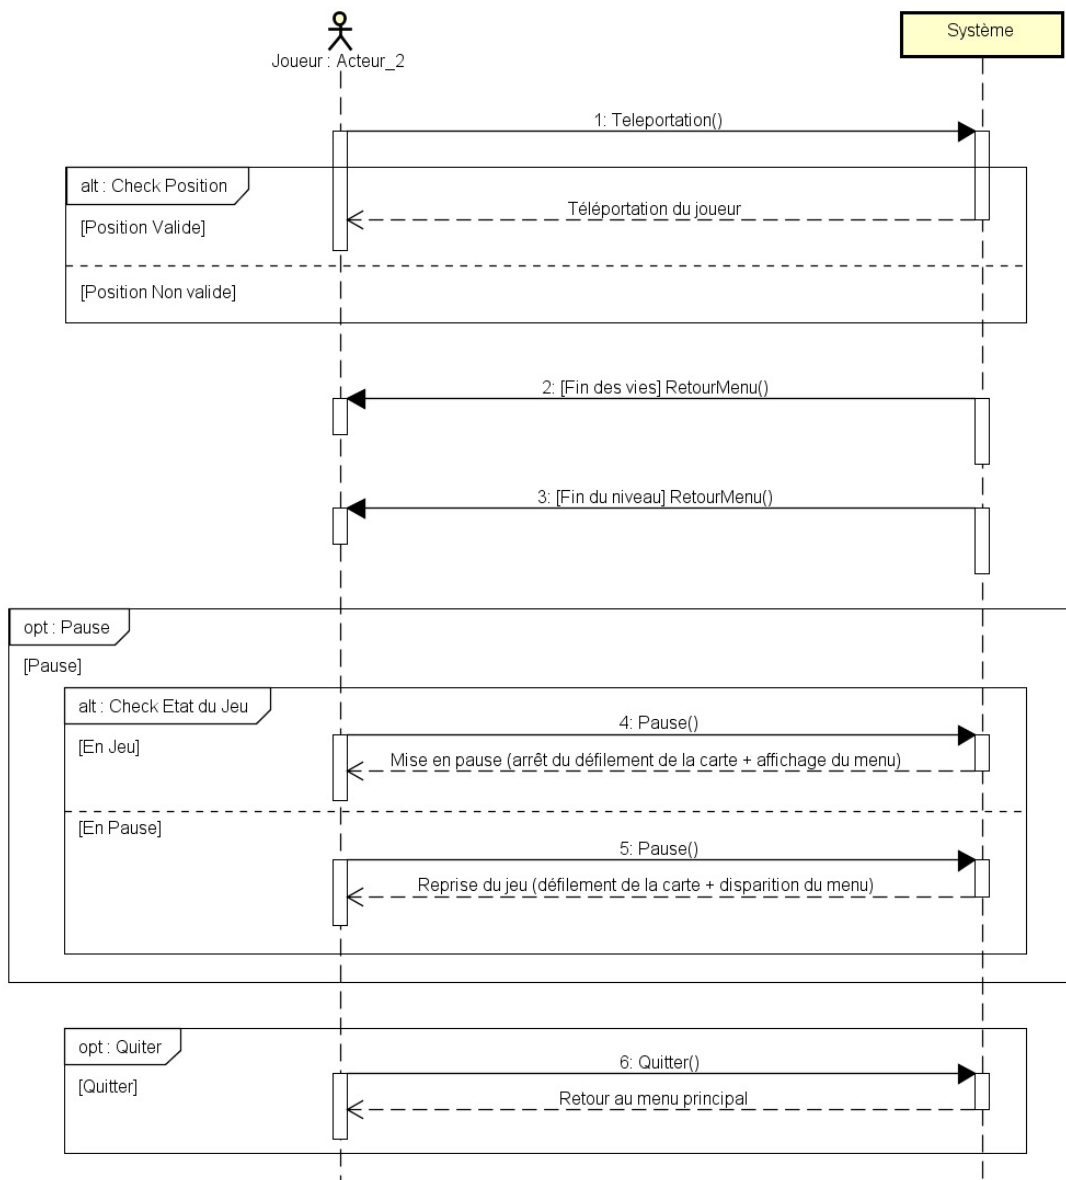 Joueur : Acteur_2
Système
1: Teleportation()
alt : Check Position
Téléportation du joueur
[Position Valide]
[Position Non valide]
2: [Fin des vies] RetourMenu()
3: [Fin du niveau] RetourMenu()
opt : Pause
[Pause]
alt : Check Etat du Jeu
4: Pause()
[En Jeu]
Mise en pause (arrêt du défilement de la carte + affichage du menu)
[En Pause]
5: Pause()
Reprise du jeu (défilement de la carte + disparition du menu)
opt : Quiter
6: Quitter()
[Quitter]
Retour au menu principal